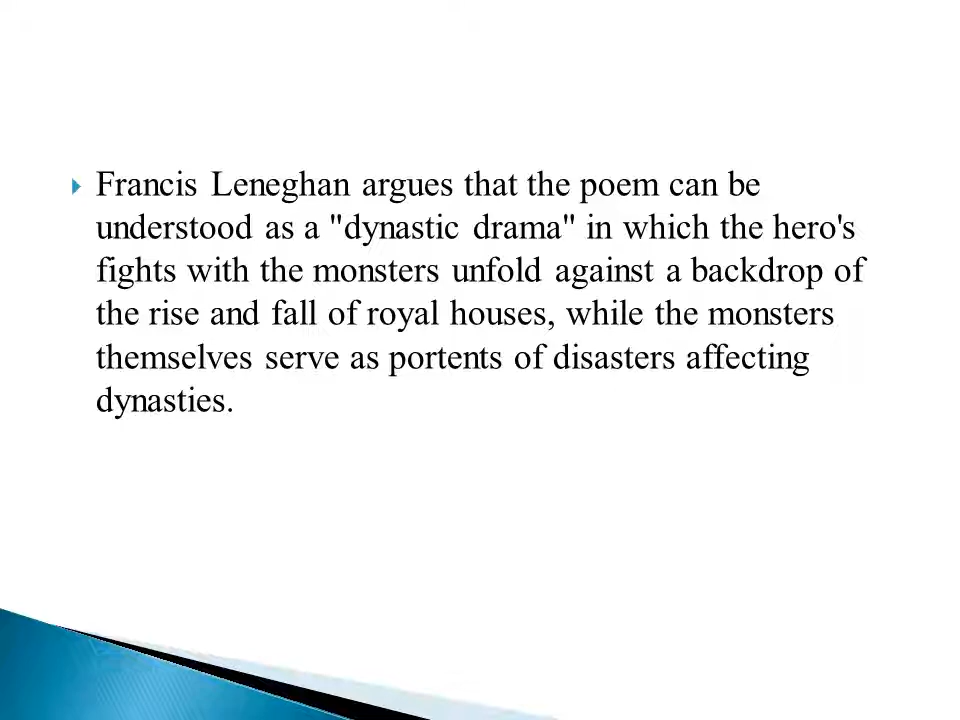 Francis Leneghan argues that the poem can be
understood as a "dynastic drama" in which the hero's
fights with the monsters unfold against a backdrop of
the rise and fall of royal houses, while the monsters
themselves serve as portents of disasters affecting
dynasties.